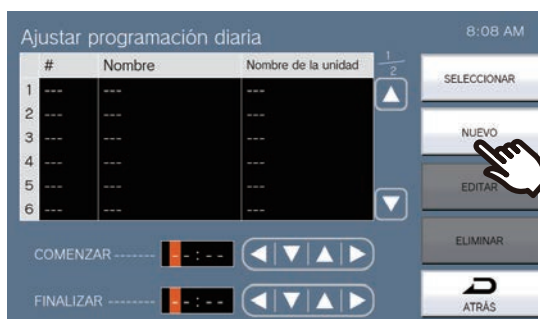 Ajustar programación diaria
8:08 AM
# Nombre Nombre de la unidad 1/2
1 --- --- ---
2 --- --- ---
3 --- --- ---
4 --- --- ---
5 --- --- ---
6 --- --- ---
COMENZAR ------- --:--
FINALIZAR ------- --:--
SELECCIONAR
NUEVO
EDITAR
ELIMINAR
ATRÁS